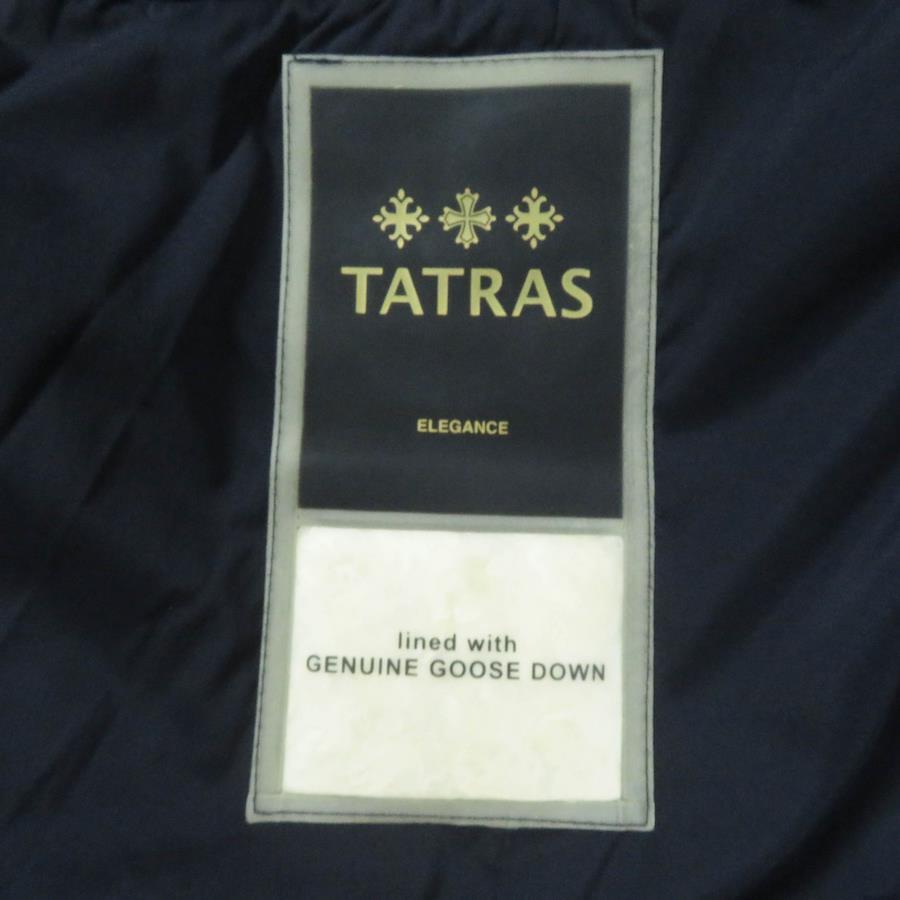 TATRAS
ELEGANCE
lined with
GENUINE GOOSE DOWN